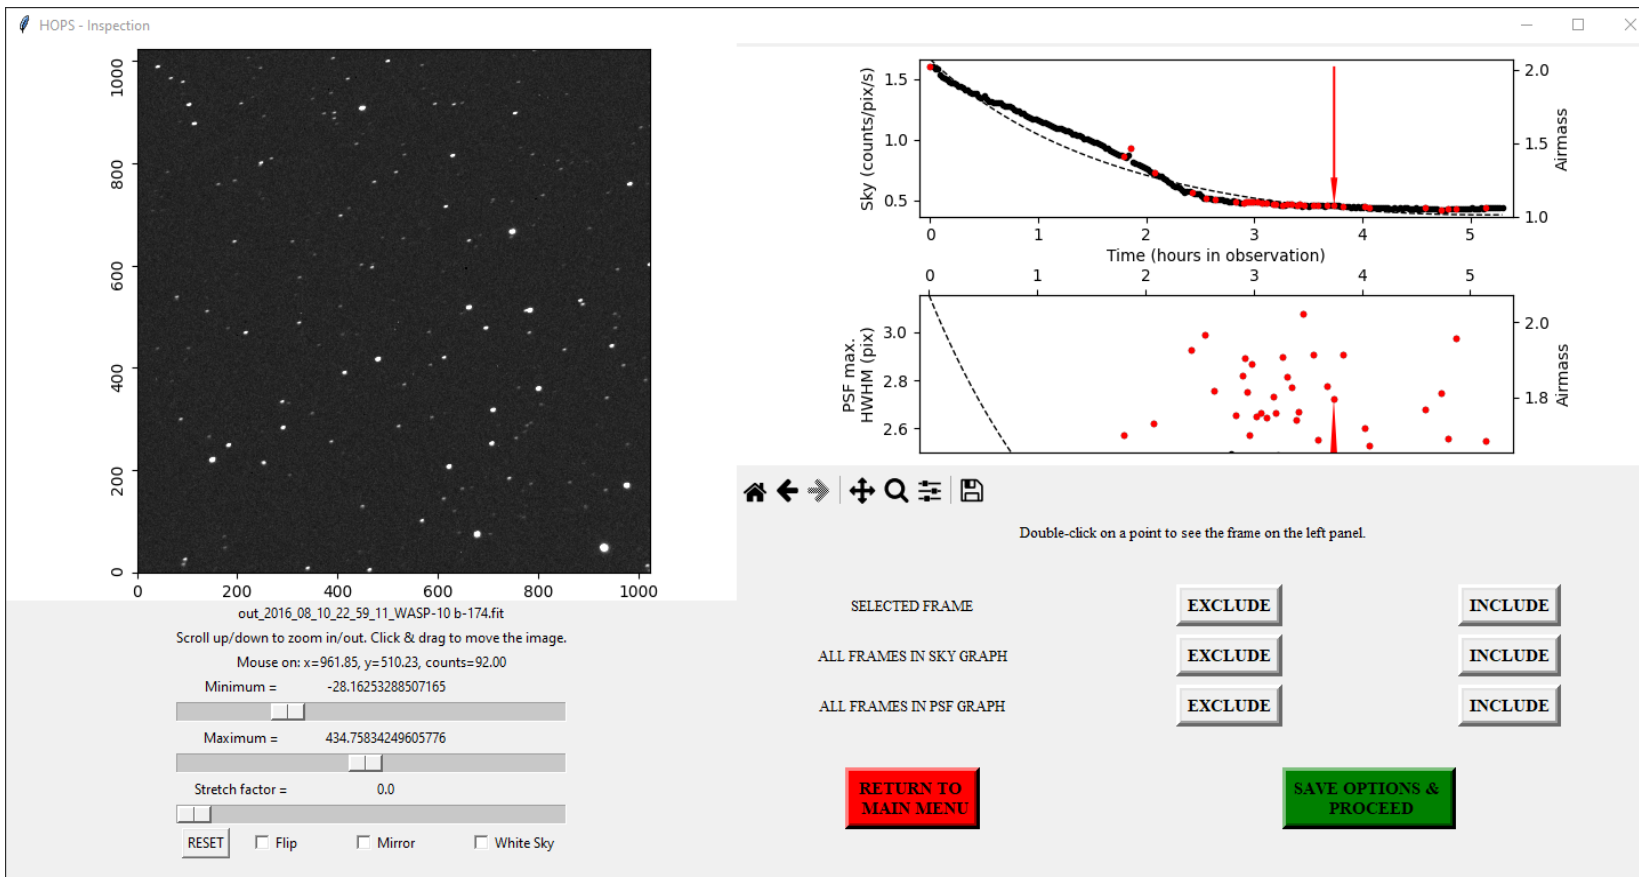 HOPS - Inspection
1000
800
600
400
200
0
0 200 400 600 800 1000
out_2016_08_10_22_59_11_WASP-10 b-174.fit
Scroll up/down to zoom in/out. Click & drag to move the image.
Mouse on: x=961.85, y=510.23, counts=92.00
Minimum = -28.16253288507165
Maximum = 434.75834249605776
Stretch factor = 0.0
RESET Flip Mirror White Sky
Sky (counts/pix/s)
1.5
1.0
0.5
2.0
1.5
1.0
Airmass
0 1 2 3 4 5
Time (hours in observation)
0 1 2 3 4 5
PSF max.
HWHM (pix)
3.0
2.8
2.6
2.0
1.8
Airmass
Double-click on a point to see the frame on the left panel.
SELECTED FRAME EXCLUDE INCLUDE
ALL FRAMES IN SKY GRAPH EXCLUDE INCLUDE
ALL FRAMES IN PSF GRAPH EXCLUDE INCLUDE
RETURN TO
MAIN MENU
SAVE OPTIONS &
PROCEED